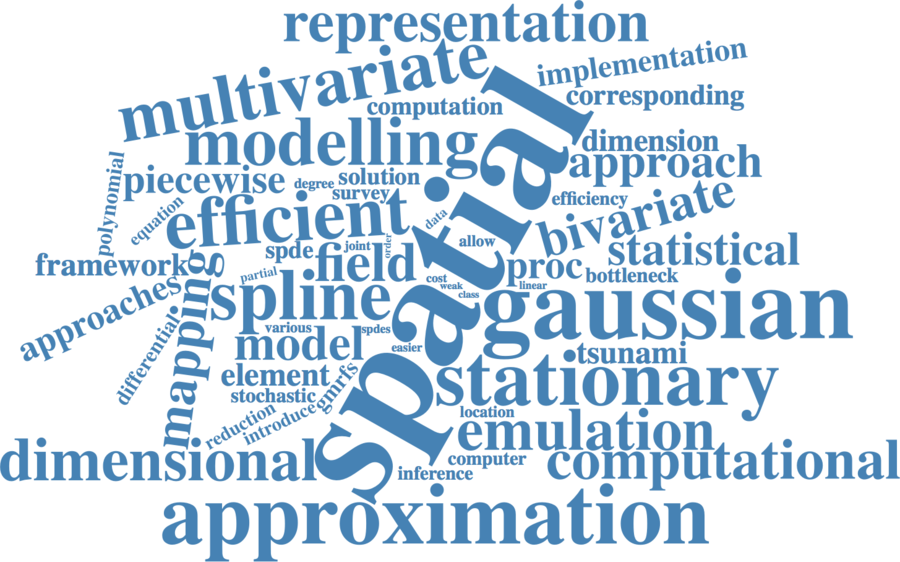 representation
multivariate
implementation
computation
corresponding
modelling
dimension
approach
polynomial
piecewise
degree
solution
survey
efficiency
bivariate
equation
efficient
data
spatial
spde
joint
order
allow
statistical
framework
field
proc
bottleneck
partial
cost
weak
linear
class
approaches
mapping
spline
gaussian
differential
various
spdes
model
easier
tsunami
element
stationary
stochastic
gmrfs
reduction
introduce
location
emulation
dimensional
computer
computational
inference
approximation